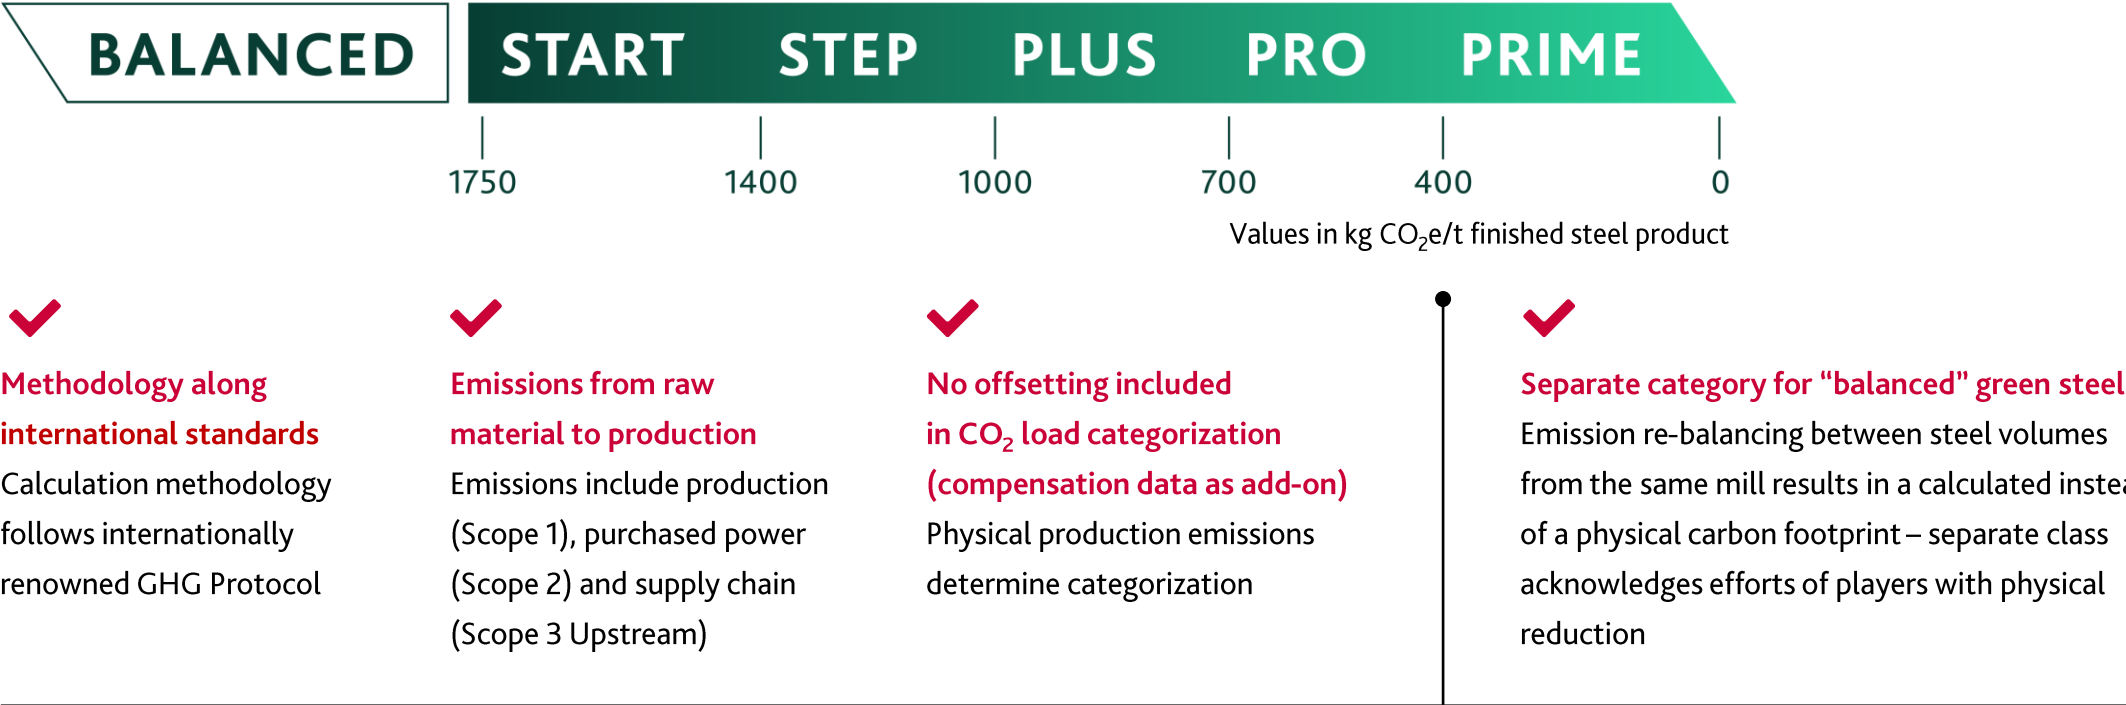 BALANCED START STEP PLUS PRO PRIME
1750 1400 1000 700 400 0
Values in kg CO₂e/t finished steel product
Methodology along
international standards
Calculation methodology
follows internationally
renowned GHG Protocol
Emissions from raw
material to production
Emissions include production
(Scope 1), purchased power
(Scope 2) and supply chain
(Scope 3 Upstream)
No offsetting included
in CO₂ load categorization
(compensation data as add-on)
Physical production emissions
determine categorization
Separate category for “balanced” green steel
Emission re-balancing between steel volumes
from the same mill results in a calculated
of a physical carbon footprint – separate class
acknowledges efforts of players with physical
reduction